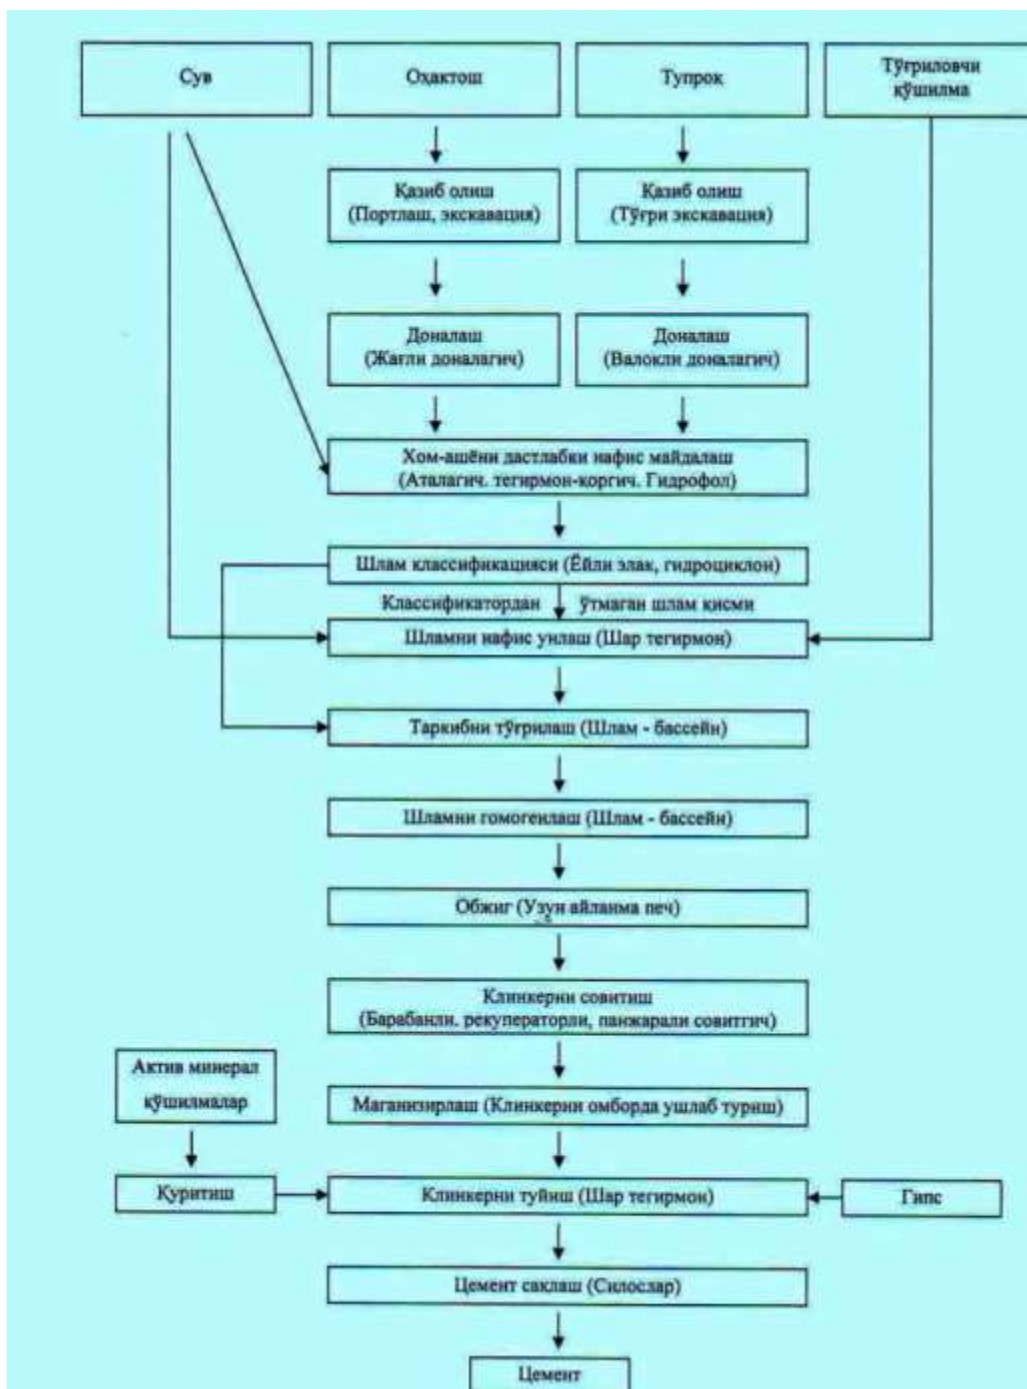 Сув
Оҳактош
Тупроқ
Тўғриловчи
қўшилма
Қазиб олиш
(Портлаш, экскавация)
Қазиб олиш
(Тўғри экскавация)
Доналаш
(Жағли доналагич)
Доналаш
(Валокли доналагич)
Хом-ашёни дастлабки нафис майдалаш
(Аталагич. тегирмон-коргич. Гидрофол)
Шлам классификацияси (Ёйли элак, гидроциклон)
Классификатордан ўтмаган шлам қисми
Шламни нафис унлаш (Шар тегирмон)
Таркибни тўғрилаш (Шлам - бассейн)
Шламни гомогенлаш (Шлам - бассейн)
Обжиг (Узун айланма печ)
Клинкерни совитиш
(Барабанли. рекуператорли, панжарали совитгич)
Актив минерал
қўшилмалар
Маганизирлаш (Клинкерни омборда ушлаб туриш)
Қуритиш
Клинкерни туйиш (Шар тегирмон)
Гипс
Цемент сақлаш (Силослар)
Цемент